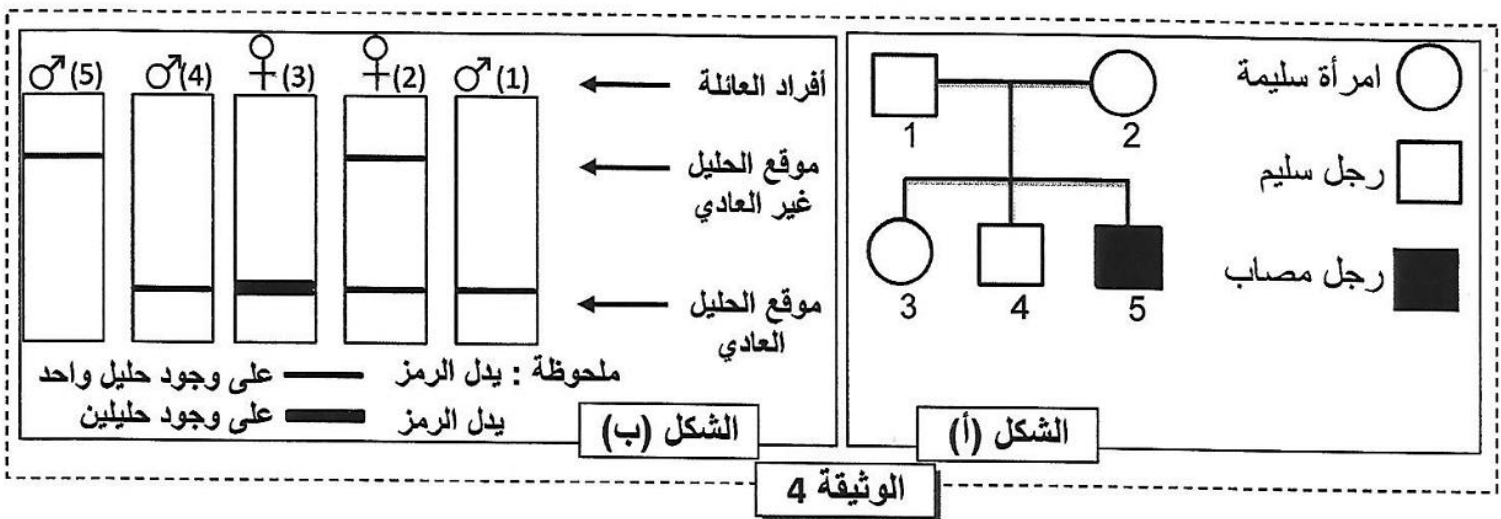 امرأة سليمة
رجل سليم
رجل مصاب
1
2
3
4
5
الشكل (أ)
♂(5) ♂(4) ♀(3) ♀(2) ♂(1)
أفراد العائلة
موقع الحليل
غير العادي
موقع الحليل
العادي
ملحوظة : يدل الرمز على وجود حليل واحد
يدل الرمز على وجود حليلين
الشكل (ب)
الوثيقة 4